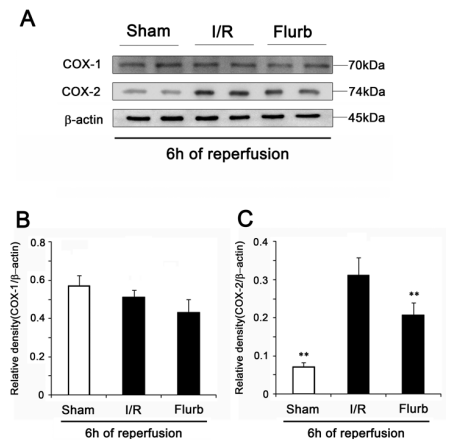 A
Sham I/R Flurb
COX-1 70kDa
COX-2 74kDa
β-actin 45kDa
6h of reperfusion
B
Relative density(COX-1/β-actin)
0.8
0.6
0.4
0.2
0
Sham I/R Flurb
6h of reperfusion
C
Relative density(COX-2/β-actin)
0.4
0.3
0.2
0.1
0
**
**
Sham I/R Flurb
6h of reperfusion